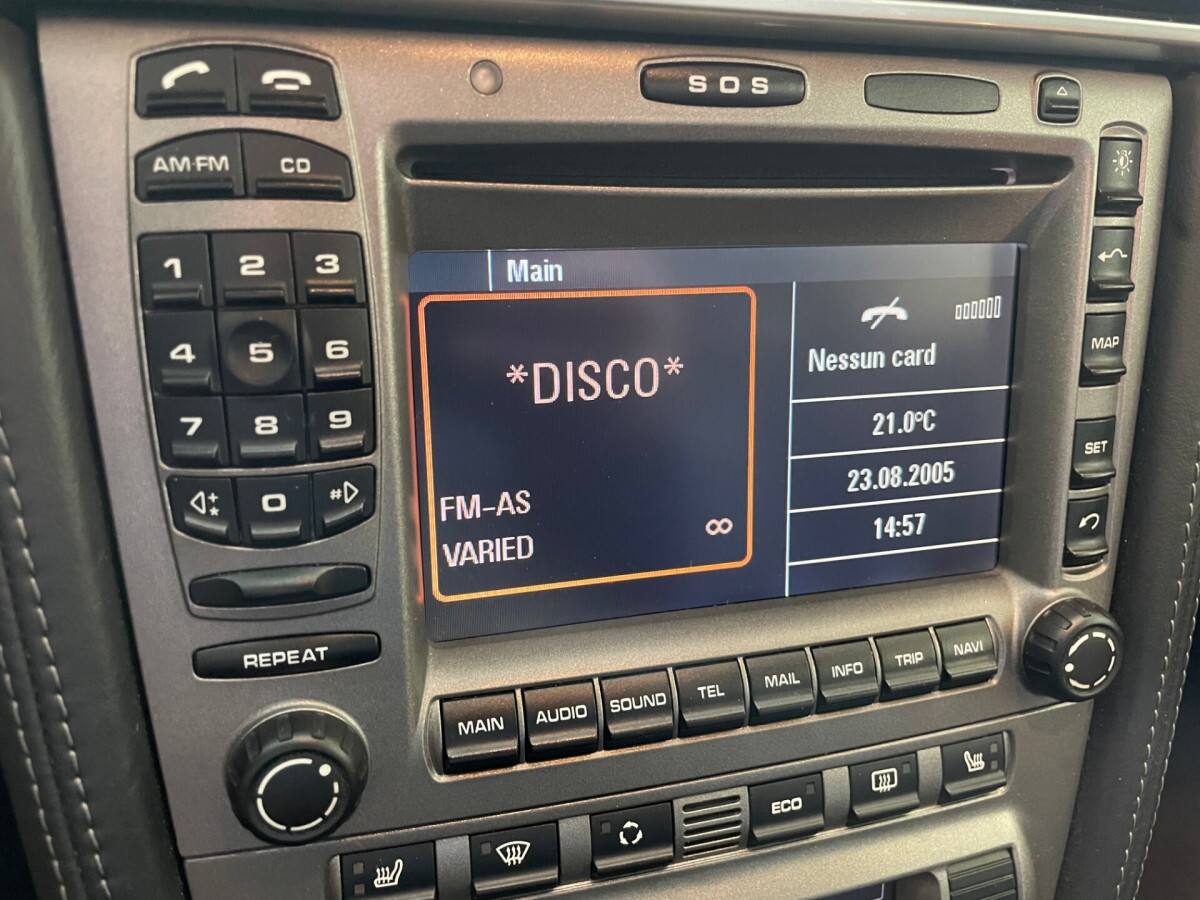 SOS
AM·FM CD
1 2 3
4 5 6
7 8 9
* 0 #
REPEAT
Main
*DISCO*
FM-AS
VARIED
∞
Nessun card
21.0°C
23.08.2005
14:57
MAP
SET
MAIN AUDIO SOUND TEL MAIL INFO TRIP NAVI
ECO